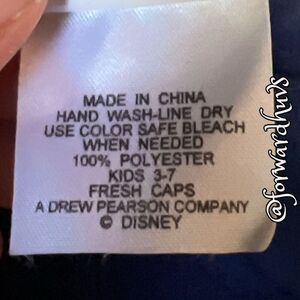 MADE IN CHINA
HAND WASH-LINE DRY
USE COLOR SAFE BLEACH
WHEN NEEDED
100% POLYESTER
KIDS 3-7
FRESH CAPS
A DREW PEARSON COMPANY
© DISNEY
@forwardhuvs